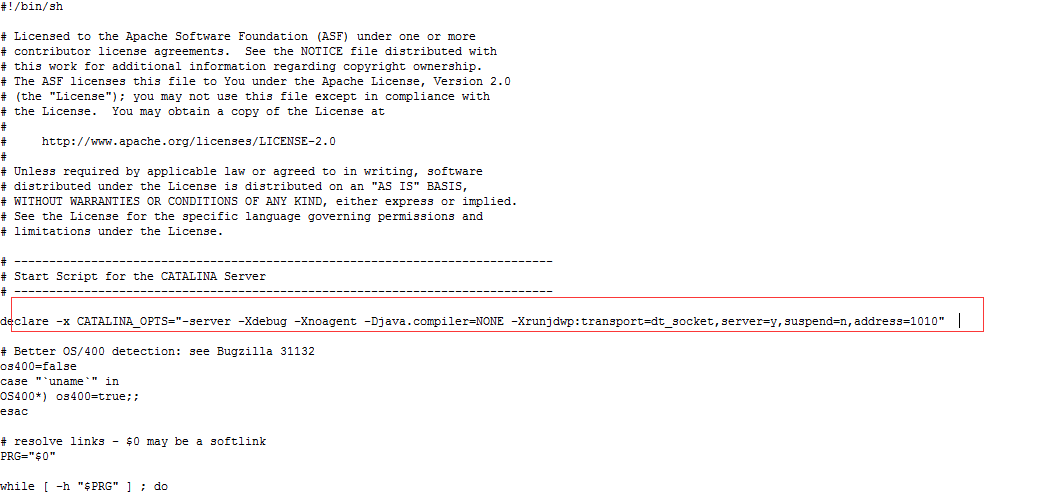 #!/bin/sh
# Licensed to the Apache Software Foundation (ASF) under one or more
# contributor license agreements.  See the NOTICE file distributed with
# this work for additional information regarding copyright ownership.
# The ASF licenses this file to You under the Apache License, Version 2.0
# (the "License"); you may not use this file except in compliance with
# the License.  You may obtain a copy of the License at
#
#     http://www.apache.org/licenses/LICENSE-2.0
#
# Unless required by applicable law or agreed to in writing, software
# distributed under the License is distributed on an "AS IS" BASIS,
# WITHOUT WARRANTIES OR CONDITIONS OF ANY KIND, either express or implied.
# See the License for the specific language governing permissions and
# limitations under the License.
# -----------------------------------------------------------------------------
# Start Script for the CATALINA Server
# -----------------------------------------------------------------------------
declare -x CATALINA_OPTS="-server -Xdebug -Xnoagent -Djava.compiler=NONE -Xrunjdwp:transport=dt_socket,server=y,suspend=n,address=1010"
# Better OS/400 detection: see Bugzilla 31132
os400=false
case "`uname`" in
OS400*) os400=true;;
esac
# resolve links - $0 may be a softlink
PRG="$0"
while [ -h "$PRG" ] ; do